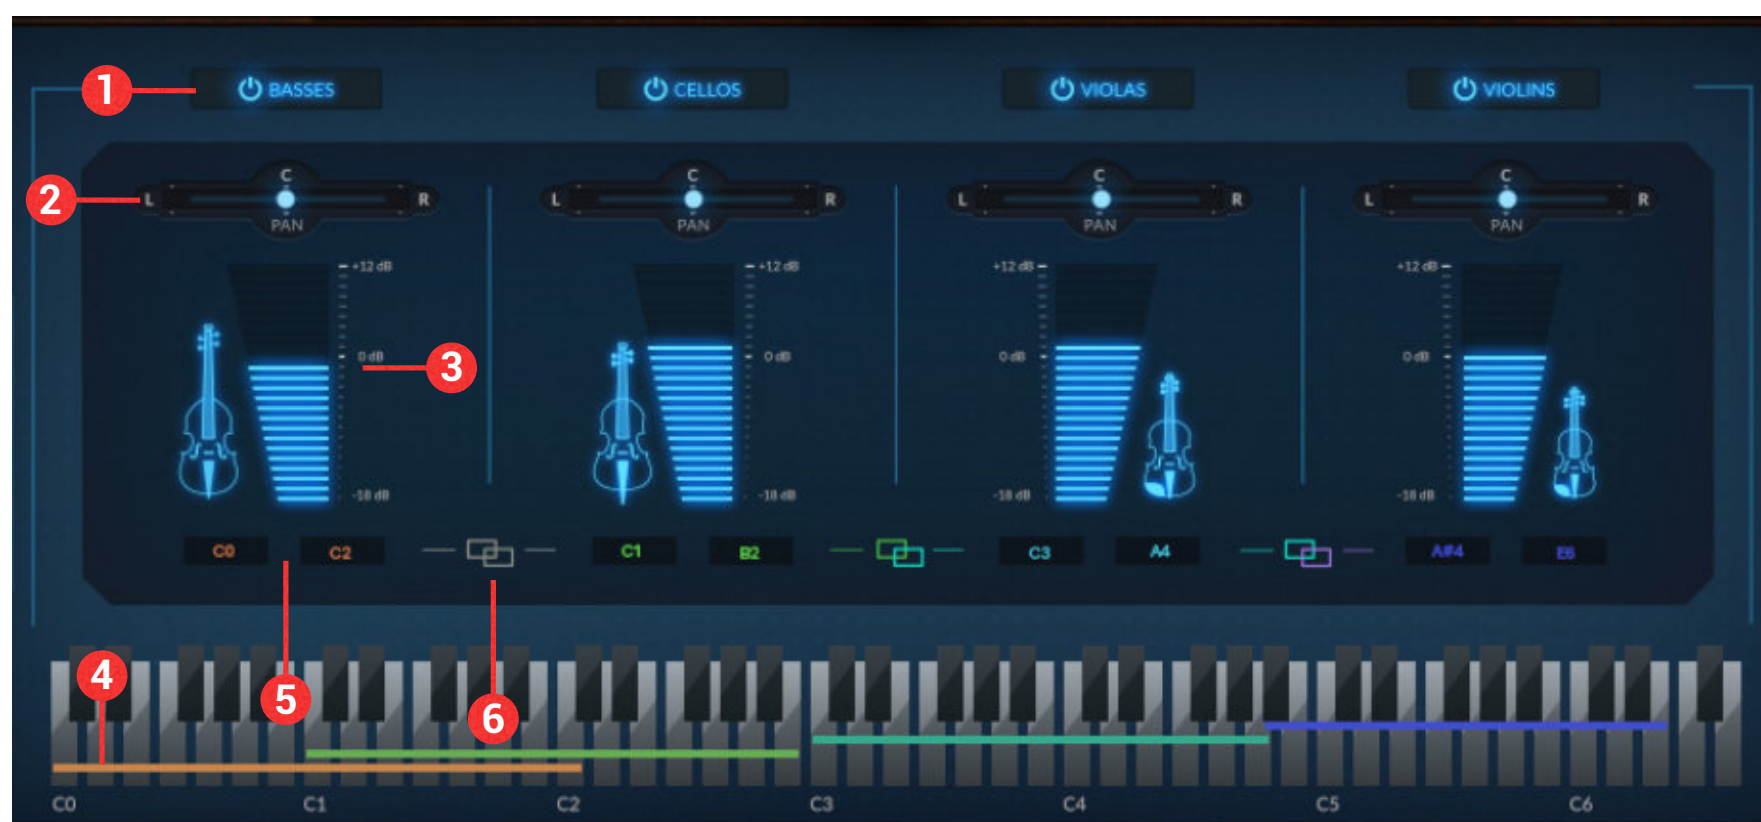 1 BASSES CELLOS VIOLAS VIOLINS
C C C C
2 L R L R L R L R
PAN PAN PAN PAN
+12 dB +12 dB +12 dB +12 dB
0 dB 3 0 dB 0 dB 0 dB
-18 dB -18 dB -18 dB -18 dB
C0 C2 C1 B2 C3 A4 A#4 E6
4 5 6
C0 C1 C2 C3 C4 C5 C6